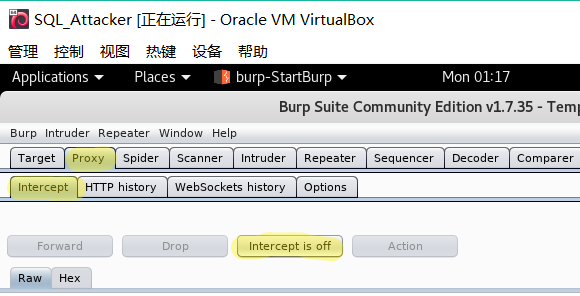 SQL_Attacker [正在运行] - Oracle VM VirtualBox
管理 控制 视图 热键 设备 帮助
Applications Places burp-StartBurp Mon 01:17
Burp Suite Community Edition v1.7.35 - Temp
Burp Intruder Repeater Window Help
Target Proxy Spider Scanner Intruder Repeater Sequencer Decoder Comparer
Intercept HTTP history WebSockets history Options
Forward Drop Intercept is off Action
Raw Hex